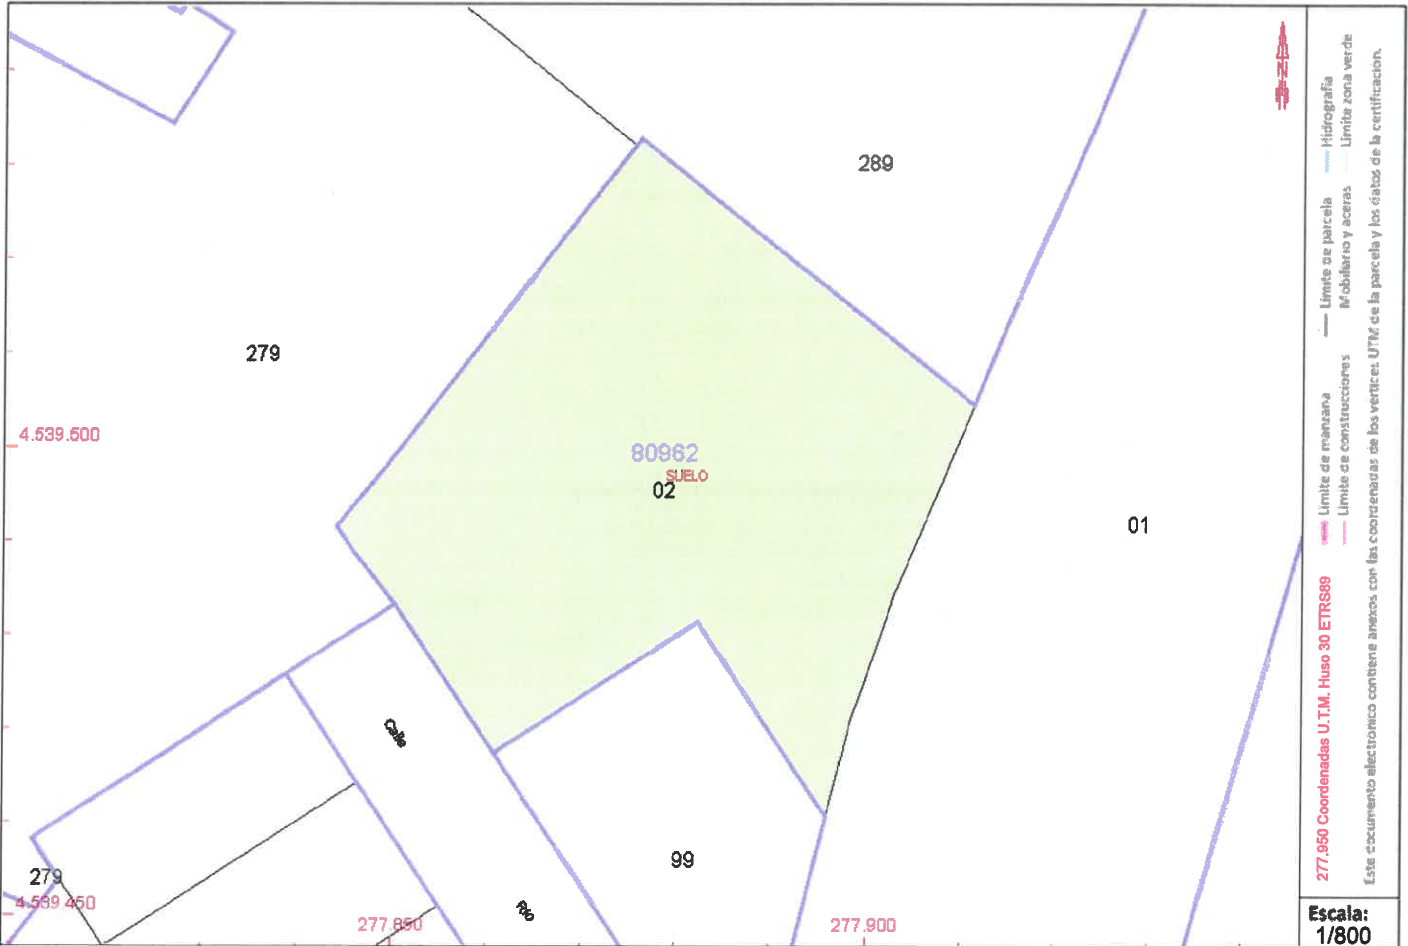 289
279
4.539.500
80962
SUELO
02
01
Calle
99
279
4.539.450
277.850
Río
277.900
277.950 Coordenadas U.T.M. Huso 30 ETRS89
Límite de manzana
Límite de parcela
Hidrografía
Límite de construcciones
Mobiliario y aceras
Límite zona verde
Este documento electrónico contiene anexos con las coordenadas de los vértices UTM de la parcela y los datos de la certificación.
Escala:
1/800